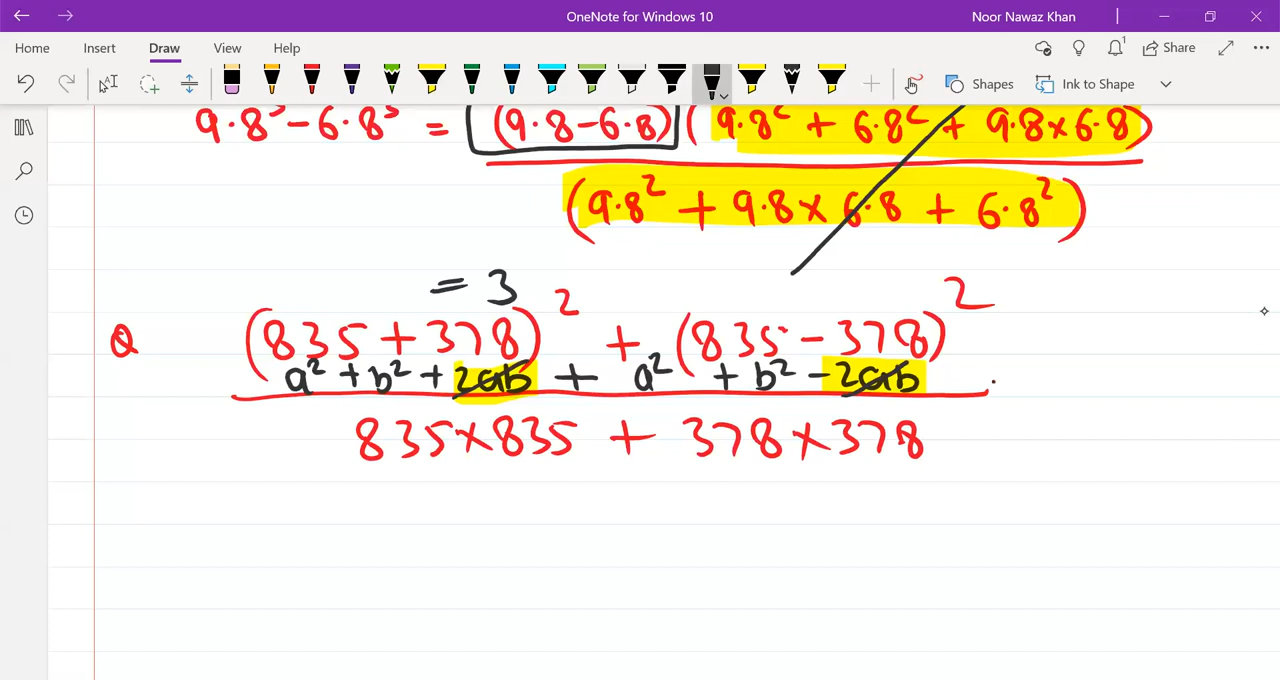 OneNote for Windows 10
Noor Nawaz Khan
Home Insert Draw View Help
1
Share
Shapes
Ink to Shape
9.8³ - 6.8³ = (9.8-6.8) (9.8² + 6.8² + 9.8×6.8)
(9.8² + 9.8×6.8 + 6.8²)
= 3
Q (835+378)² + (835-378)²
a² + b² + 2ab + a² + b² - 2ab
835×835 + 378×378